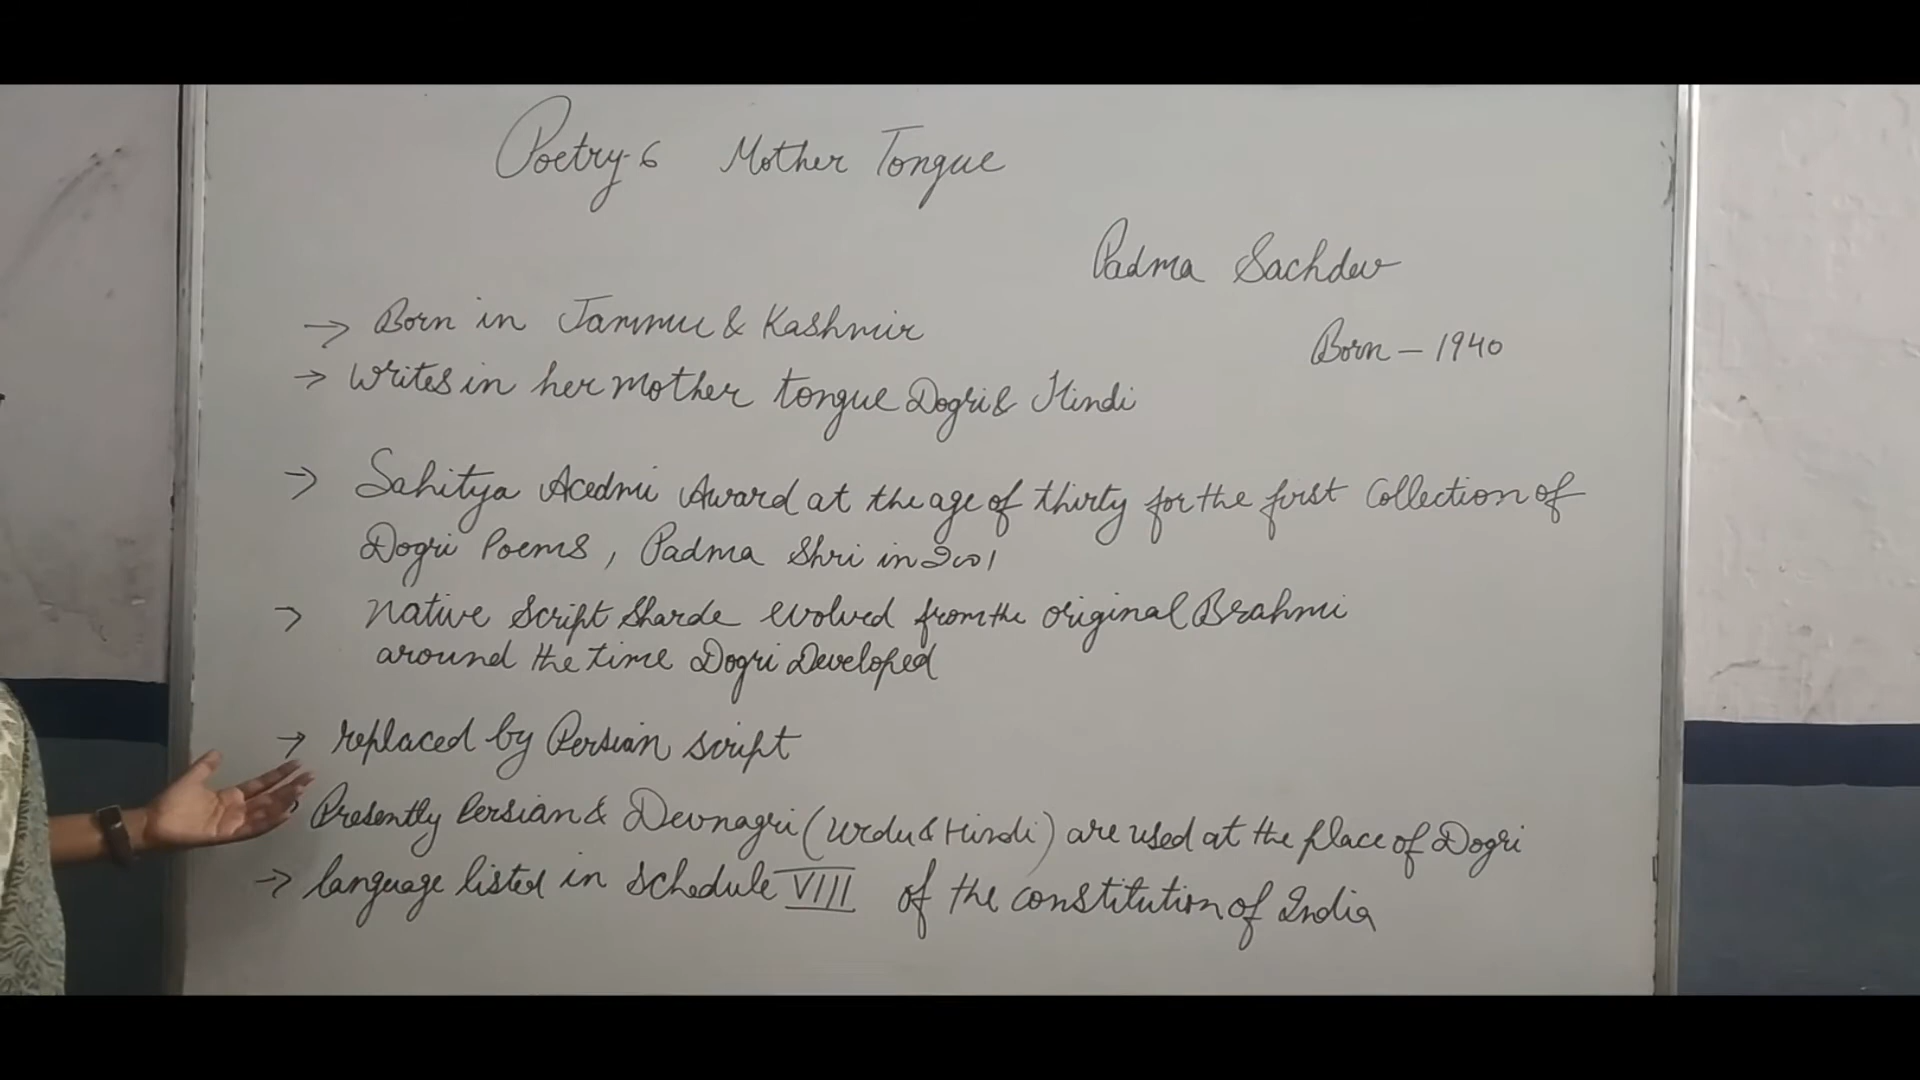 Poetry-6 Mother Tongue
Padma Sachdev
→ Born in Jammu & Kashmir
Born - 1940
→ Writes in her mother tongue Dogri & Hindi
→ Sahitya Acedmi Award at the age of thirty for the first Collection of
Dogri Poems, Padma Shri in 2001
→ Native Script Sharde evolved from the original Brahmi
around the time Dogri Developed
→ replaced by Persian script
Presently Persian & Devnagri (Urdu & Hindi) are used at the place of Dogri
→ language listed in Schedule VIII of the constitution of India